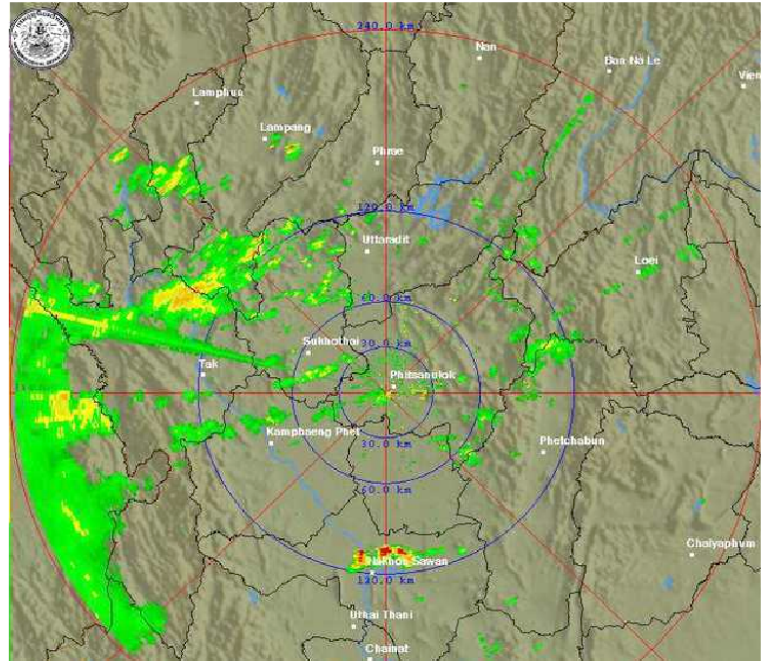 240.0 km
Nan
Ban Na Le
Vien
Lamphun
Lampang
Phrae
120.0 km
Uttaradit
Loei
60.0 km
Sukhothai
30.0 km
Tak
Phitsanulok
Kamphaeng Phet
30.0 km
Phetchabun
60.0 km
Chaiyaphum
Nakhon Sawan
120.0 km
Uthai Thani
Chainat